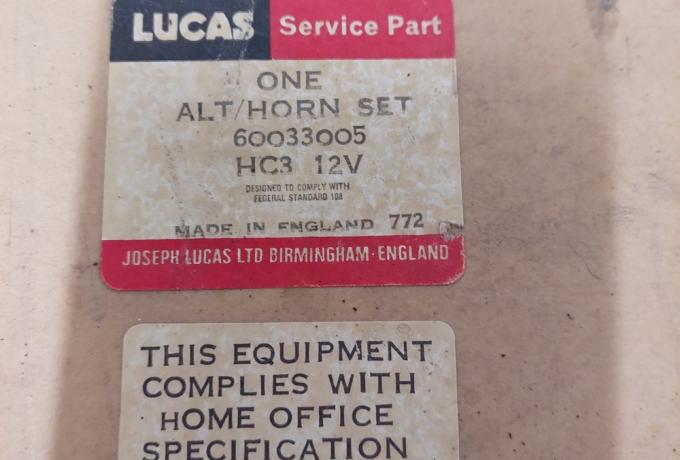 LUCAS Service Part
ONE
ALT/HORN SET
60033005
HC3 12V
DESIGNED TO COMPLY WITH
FEDERAL STANDARD 108
MADE IN ENGLAND 772
JOSEPH LUCAS LTD BIRMINGHAM·ENGLAND
THIS EQUIPMENT
COMPLIES WITH
HOME OFFICE
SPECIFICATION